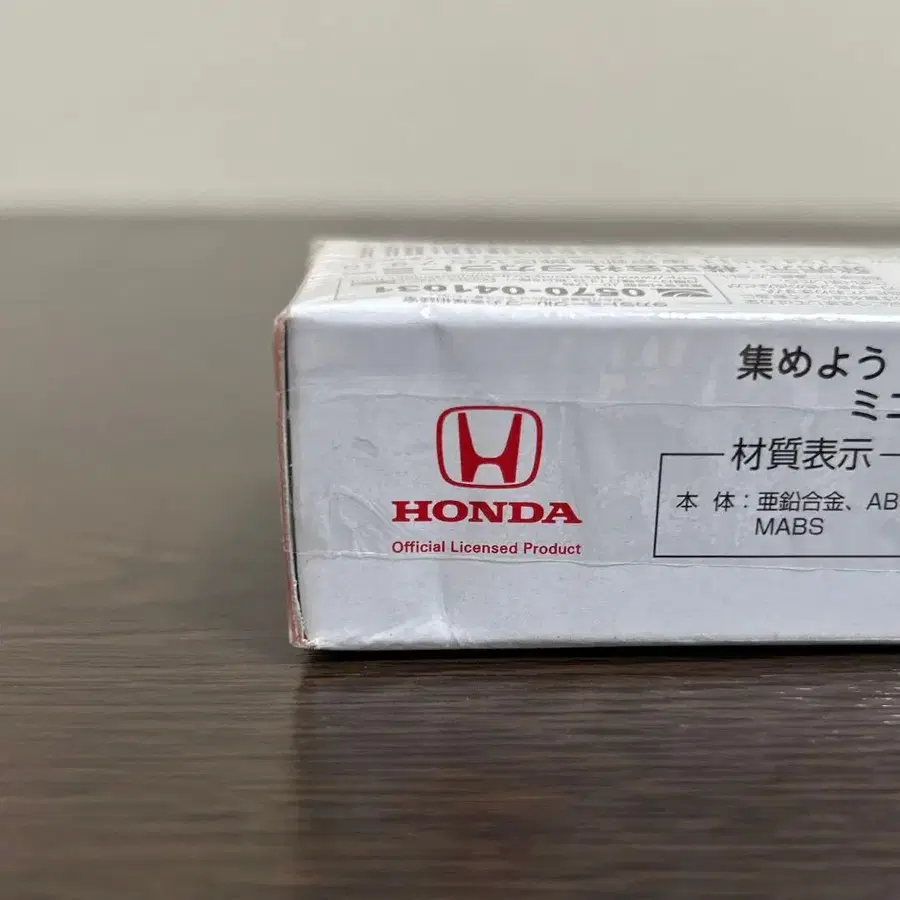 0570-041031
集めよう
ミニ
HONDA
Official Licensed Product
材質表示
本 体：亜鉛合金、AB
MABS